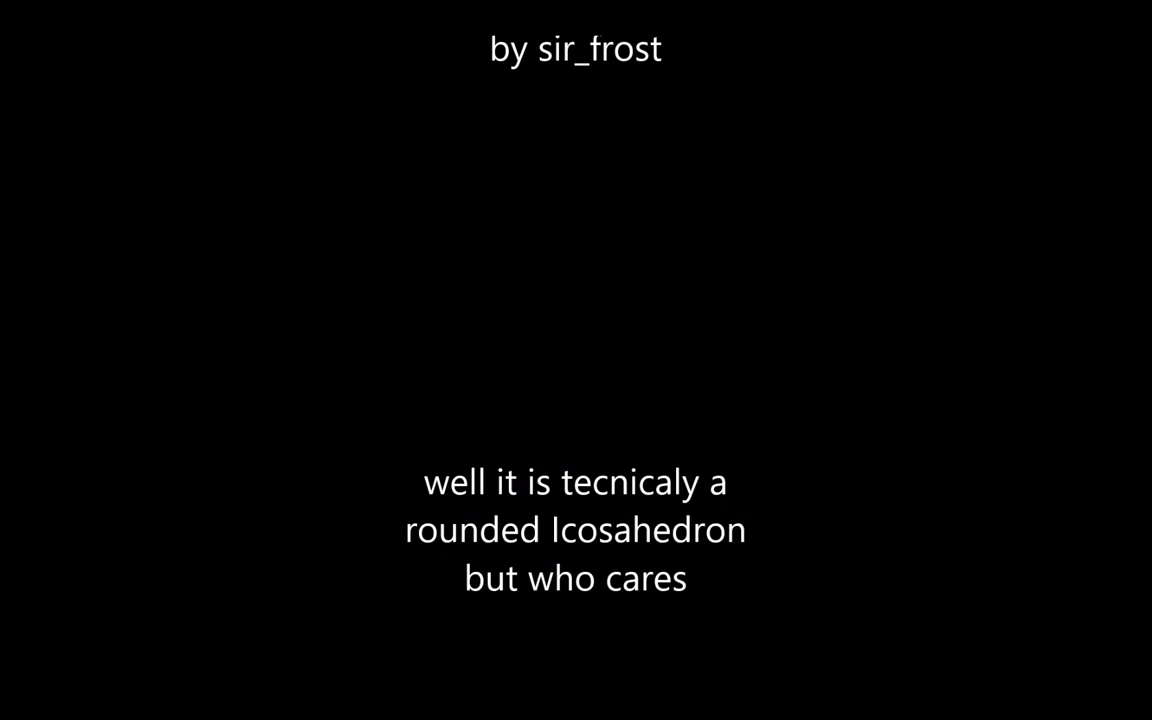 by sir_frost
well it is tecnicaly a
rounded Icosahedron
but who cares